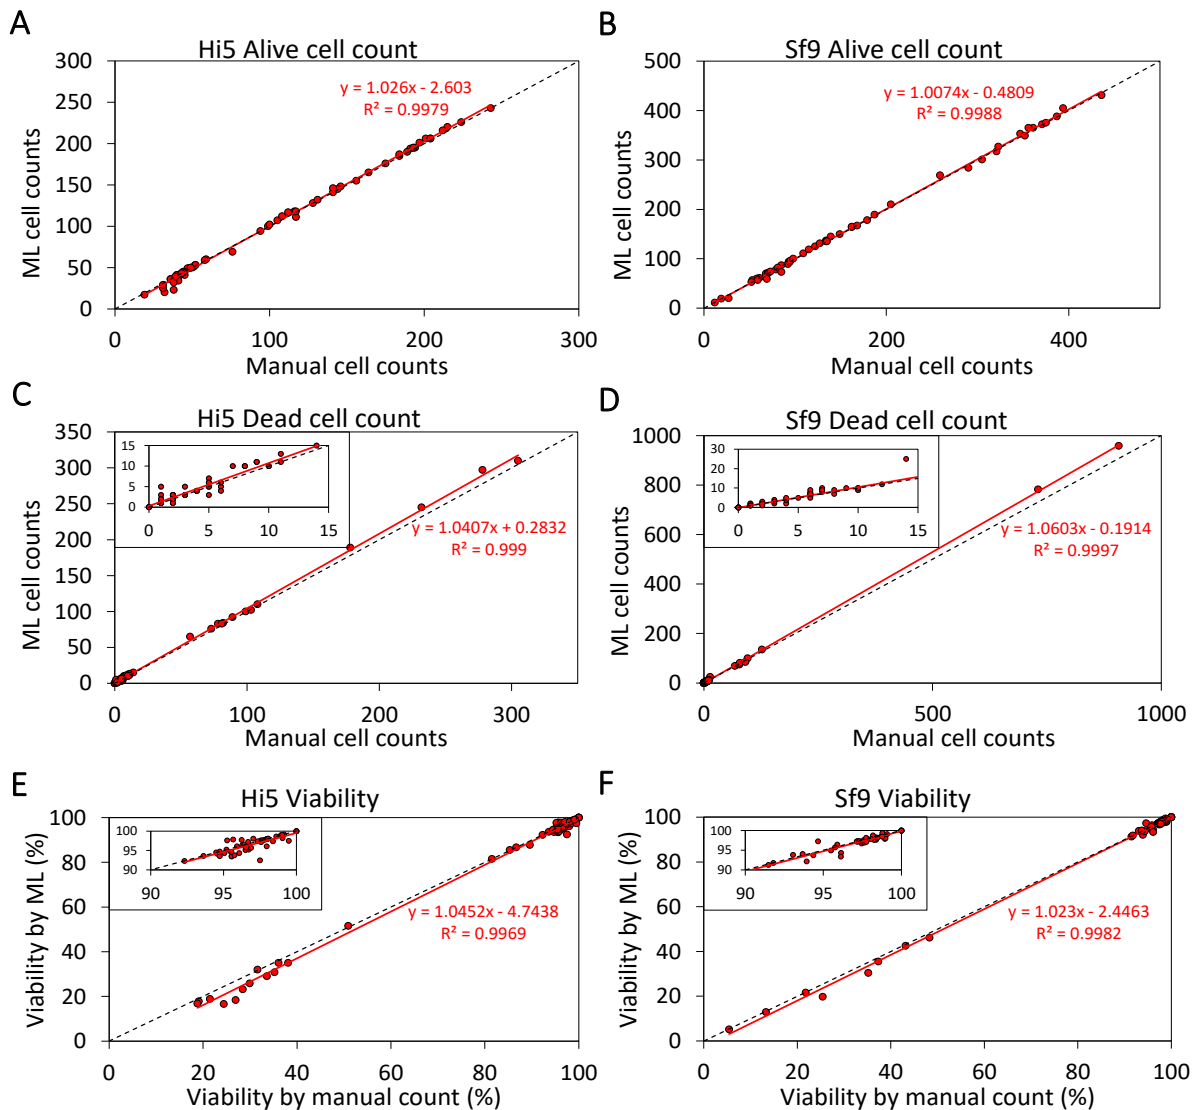 A
Hi5 Alive cell count
300
250
200
150
100
50
0
ML cell counts
y = 1.026x - 2.603
R² = 0.9979
0 100 200 300
Manual cell counts
B
Sf9 Alive cell count
500
400
300
200
100
0
ML cell counts
y = 1.0074x - 0.4809
R² = 0.9988
0 200 400
Manual cell counts
C
Hi5 Dead cell count
350
300
250
200
150
100
50
0
ML cell counts
15
10
5
0
0 5 10 15
y = 1.0407x + 0.2832
R² = 0.999
0 100 200 300
Manual cell counts
D
Sf9 Dead cell count
1000
800
600
400
200
0
ML cell counts
30
20
10
0
0 5 10 15
y = 1.0603x - 0.1914
R² = 0.9997
0 500 1000
Manual cell counts
E
Hi5 Viability
100
80
60
40
20
0
Viability by ML (%)
100
95
90
90 95 100
y = 1.0452x - 4.7438
R² = 0.9969
0 20 40 60 80 100
Viability by manual count (%)
F
Sf9 Viability
100
80
60
40
20
0
Viability by ML (%)
100
95
90
90 95 100
y = 1.023x - 2.4463
R² = 0.9982
0 20 40 60 80 100
Viability by manual count (%)